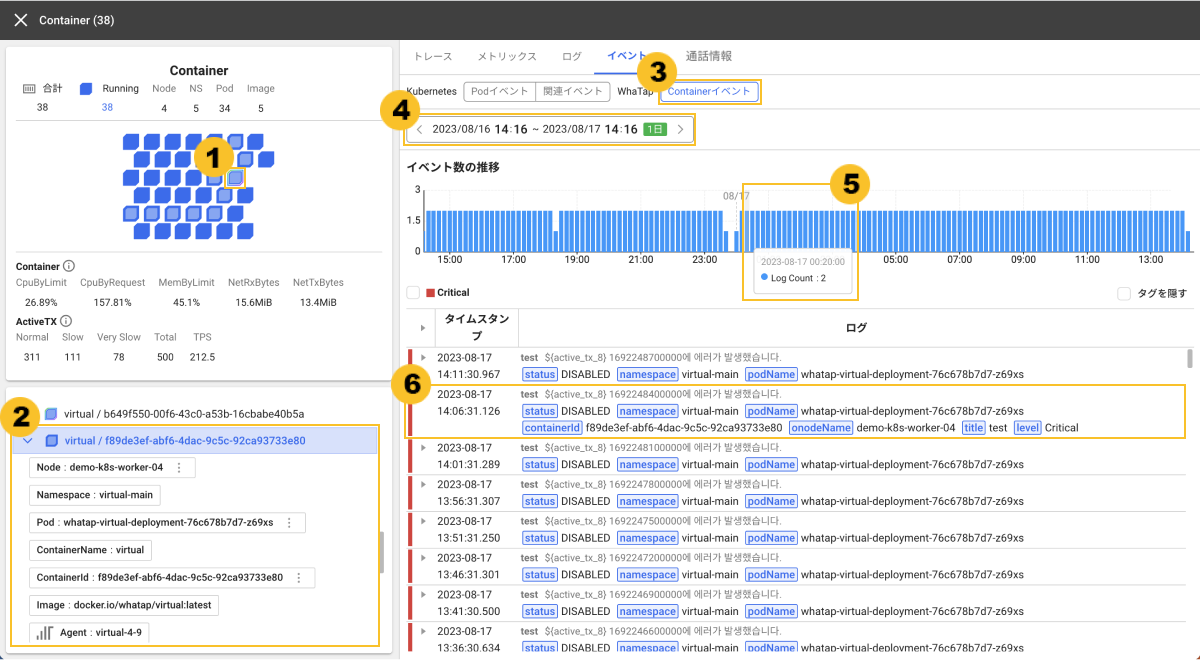 Container (38)
Container
合計 Running Node NS Pod Image
38 38 4 5 34 5
1
Container
CpuByLimit CpuByRequest MemByLimit NetRxBytes NetTxBytes
26.89% 157.81% 45.1% 15.6MiB 13.4MiB
ActiveTX
Normal Slow Very Slow Total TPS
311 111 78 500 212.5
2
virtual / b649f550-00f6-43c0-a53b-16cbabe40b5a
virtual / f89de3ef-abf6-4dac-9c5c-92ca93733e80
Node : demo-k8s-worker-04
Namespace : virtual-main
Pod : whatap-virtual-deployment-76c678b7d7-z69xs
ContainerName : virtual
ContainerId : f89de3ef-abf6-4dac-9c5c-92ca93733e80
Image : docker.io/whatap/virtual:latest
Agent : virtual-4-9
トレース メトリックス ログ イベント 通話情報
3
Kubernetes Podイベント 関連イベント WhaTap Containerイベント
4
2023/08/16 14:16 ~ 2023/08/17 14:16 1日
イベント数の推移
5
3
1.5
0
08/17
15:00 17:00 19:00 21:00 23:00 05:00 07:00 09:00 11:00 13:00
2023-08-17 00:20:00
Log Count : 2
Critical
タグを隠す
タイムスタンプ ログ
2023-08-17 14:11:30.967
test ${active_tx_8} 1692248700000에 에러가 발생했습니다.
status DISABLED namespace virtual-main podName whatap-virtual-deployment-76c678b7d7-z69xs
6
2023-08-17 14:06:31.126
test ${active_tx_8} 1692248400000에 에러가 발생했습니다.
status DISABLED namespace virtual-main podName whatap-virtual-deployment-76c678b7d7-z69xs
containerId f89de3ef-abf6-4dac-9c5c-92ca93733e80 onodeName demo-k8s-worker-04 title test level Critical
2023-08-17 14:01:31.289
test ${active_tx_8} 1692248100000에 에러가 발생했습니다.
status DISABLED namespace virtual-main podName whatap-virtual-deployment-76c678b7d7-z69xs
2023-08-17 13:56:31.307
test ${active_tx_8} 1692247800000에 에러가 발생했습니다.
status DISABLED namespace virtual-main podName whatap-virtual-deployment-76c678b7d7-z69xs
2023-08-17 13:51:31.250
test ${active_tx_8} 1692247500000에 에러가 발생했습니다.
status DISABLED namespace virtual-main podName whatap-virtual-deployment-76c678b7d7-z69xs
2023-08-17 13:46:31.301
test ${active_tx_8} 1692247200000에 에러가 발생했습니다.
status DISABLED namespace virtual-main podName whatap-virtual-deployment-76c678b7d7-z69xs
2023-08-17 13:41:30.500
test ${active_tx_8} 1692246900000에 에러가 발생했습니다.
status DISABLED namespace virtual-main podName whatap-virtual-deployment-76c678b7d7-z69xs
2023-08-17 13:36:30.634
test ${active_tx_8} 1692246600000에 에러가 발생했습니다.
status DISABLED namespace virtual-main podName whatap-virtual-deployment-76c678b7d7-z69xs